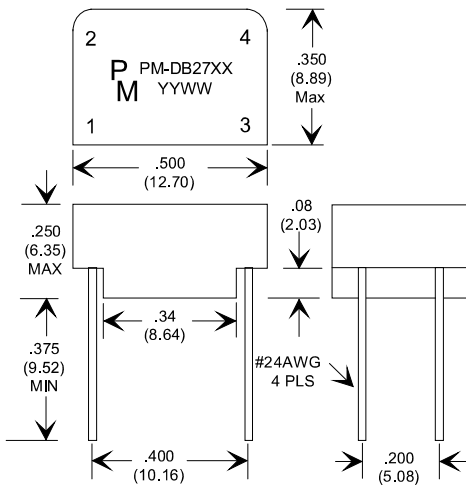 2 4
P M PM-DB27XX
YYWW
1 3
.350
(8.89)
Max
.500
(12.70)
.250
(6.35)
MAX
.08
(2.03)
.34
(8.64)
.375
(9.52)
MIN
#24AWG
4 PLS
.400
(10.16)
.200
(5.08)